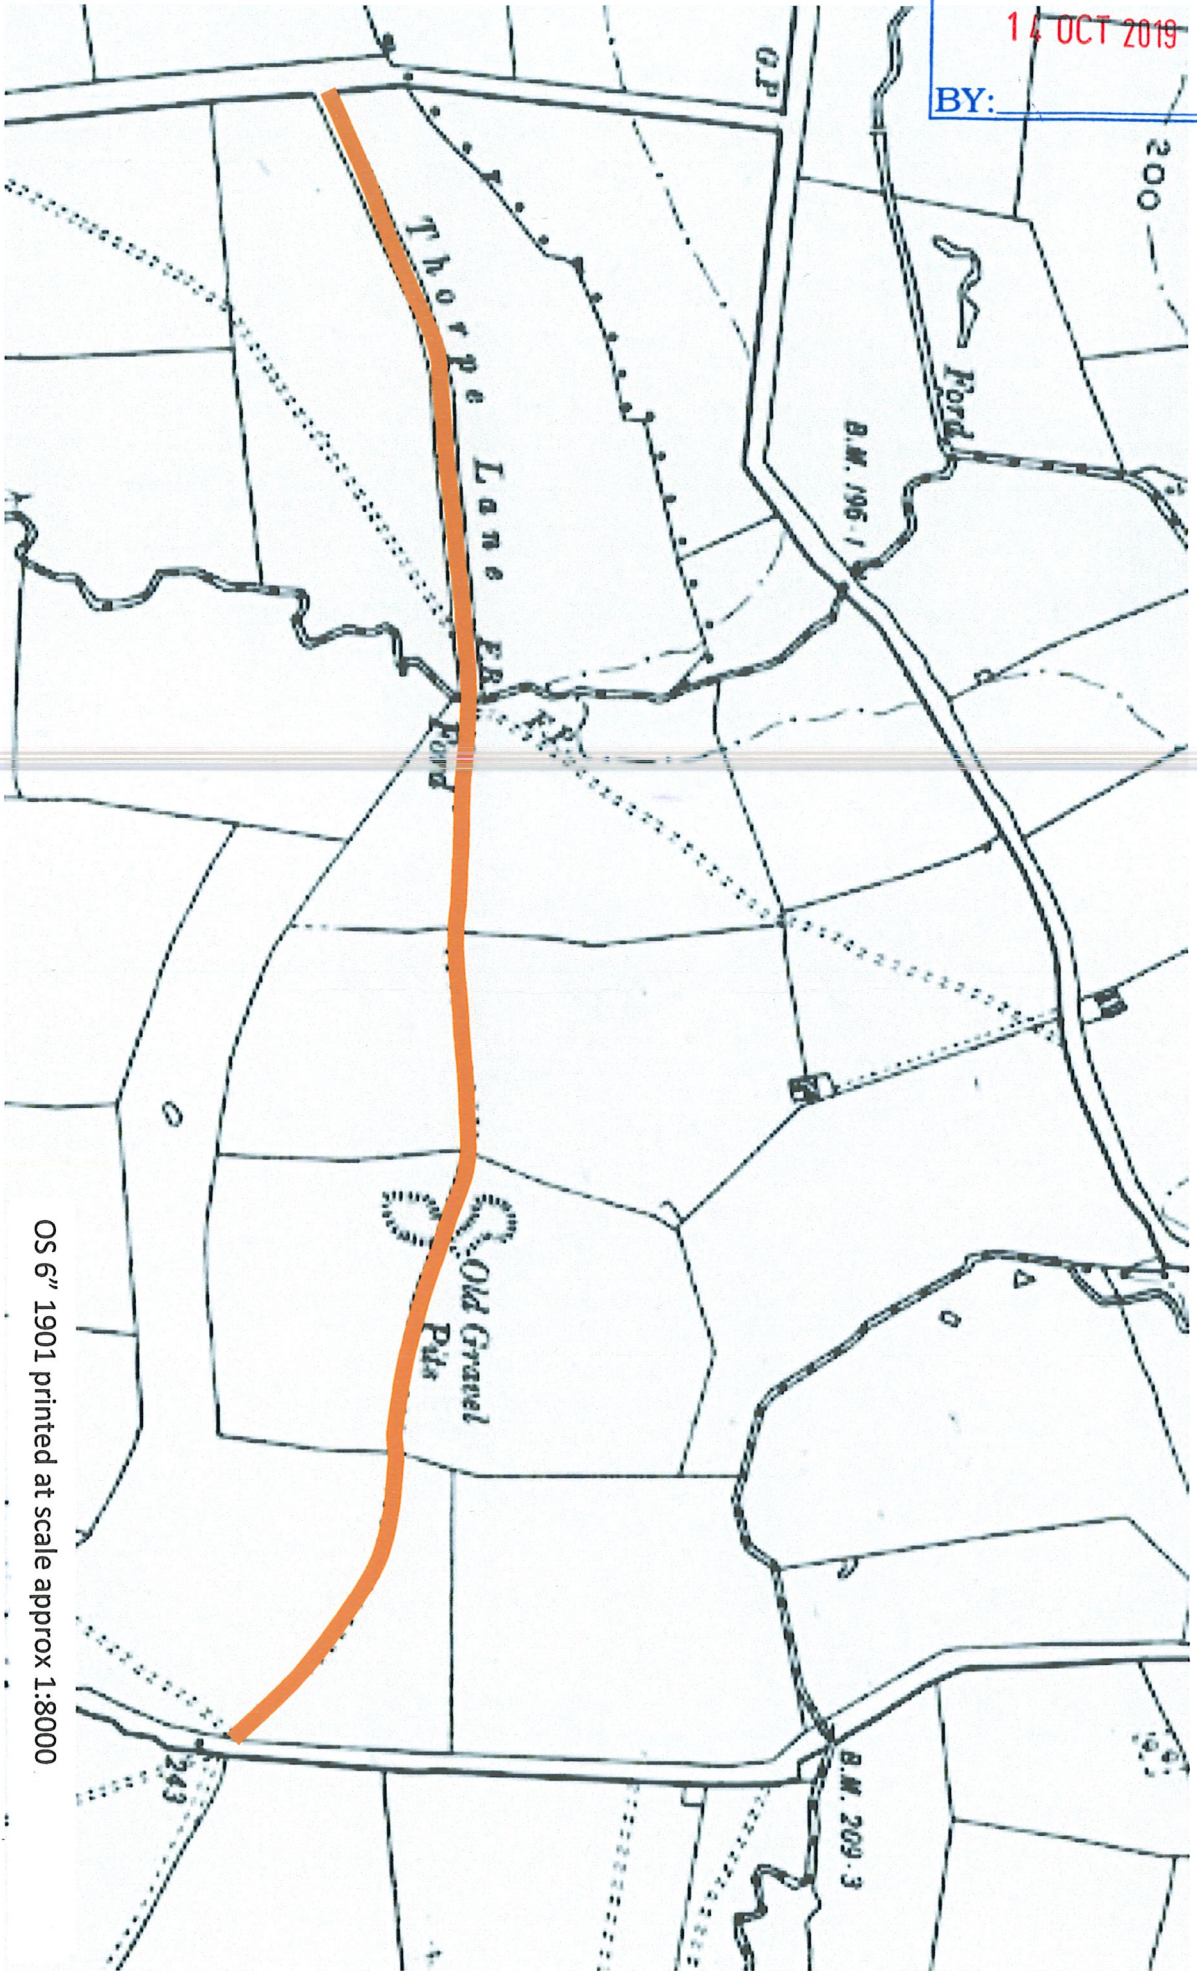 14 OCT 2019
BY:
G.P
200
Ford
B.M. 196·1
Thorpe Lane
F.B.
Ford
F.P.
Old Gravel
Pits
243
B.M. 209·3
OS 6” 1901 printed at scale approx 1:8000